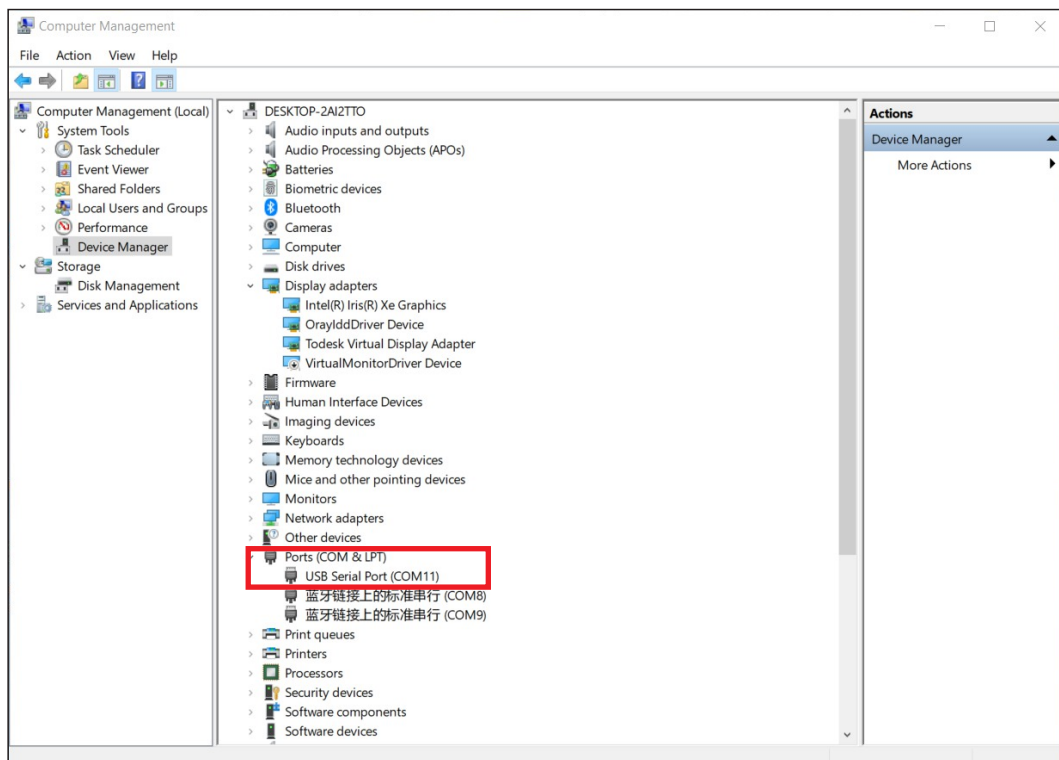 Computer Management
File Action View Help
Computer Management (Local)
System Tools
Task Scheduler
Event Viewer
Shared Folders
Local Users and Groups
Performance
Device Manager
Storage
Disk Management
Services and Applications
DESKTOP-2AI2TTO
Audio inputs and outputs
Audio Processing Objects (APOs)
Batteries
Biometric devices
Bluetooth
Cameras
Computer
Disk drives
Display adapters
Intel(R) Iris(R) Xe Graphics
OrayIddDriver Device
Todesk Virtual Display Adapter
VirtualMonitorDriver Device
Firmware
Human Interface Devices
Imaging devices
Keyboards
Memory technology devices
Mice and other pointing devices
Monitors
Network adapters
Other devices
Ports (COM & LPT)
USB Serial Port (COM11)
蓝牙链接上的标准串行 (COM8)
蓝牙链接上的标准串行 (COM9)
Print queues
Printers
Processors
Security devices
Software components
Software devices
Actions
Device Manager
More Actions